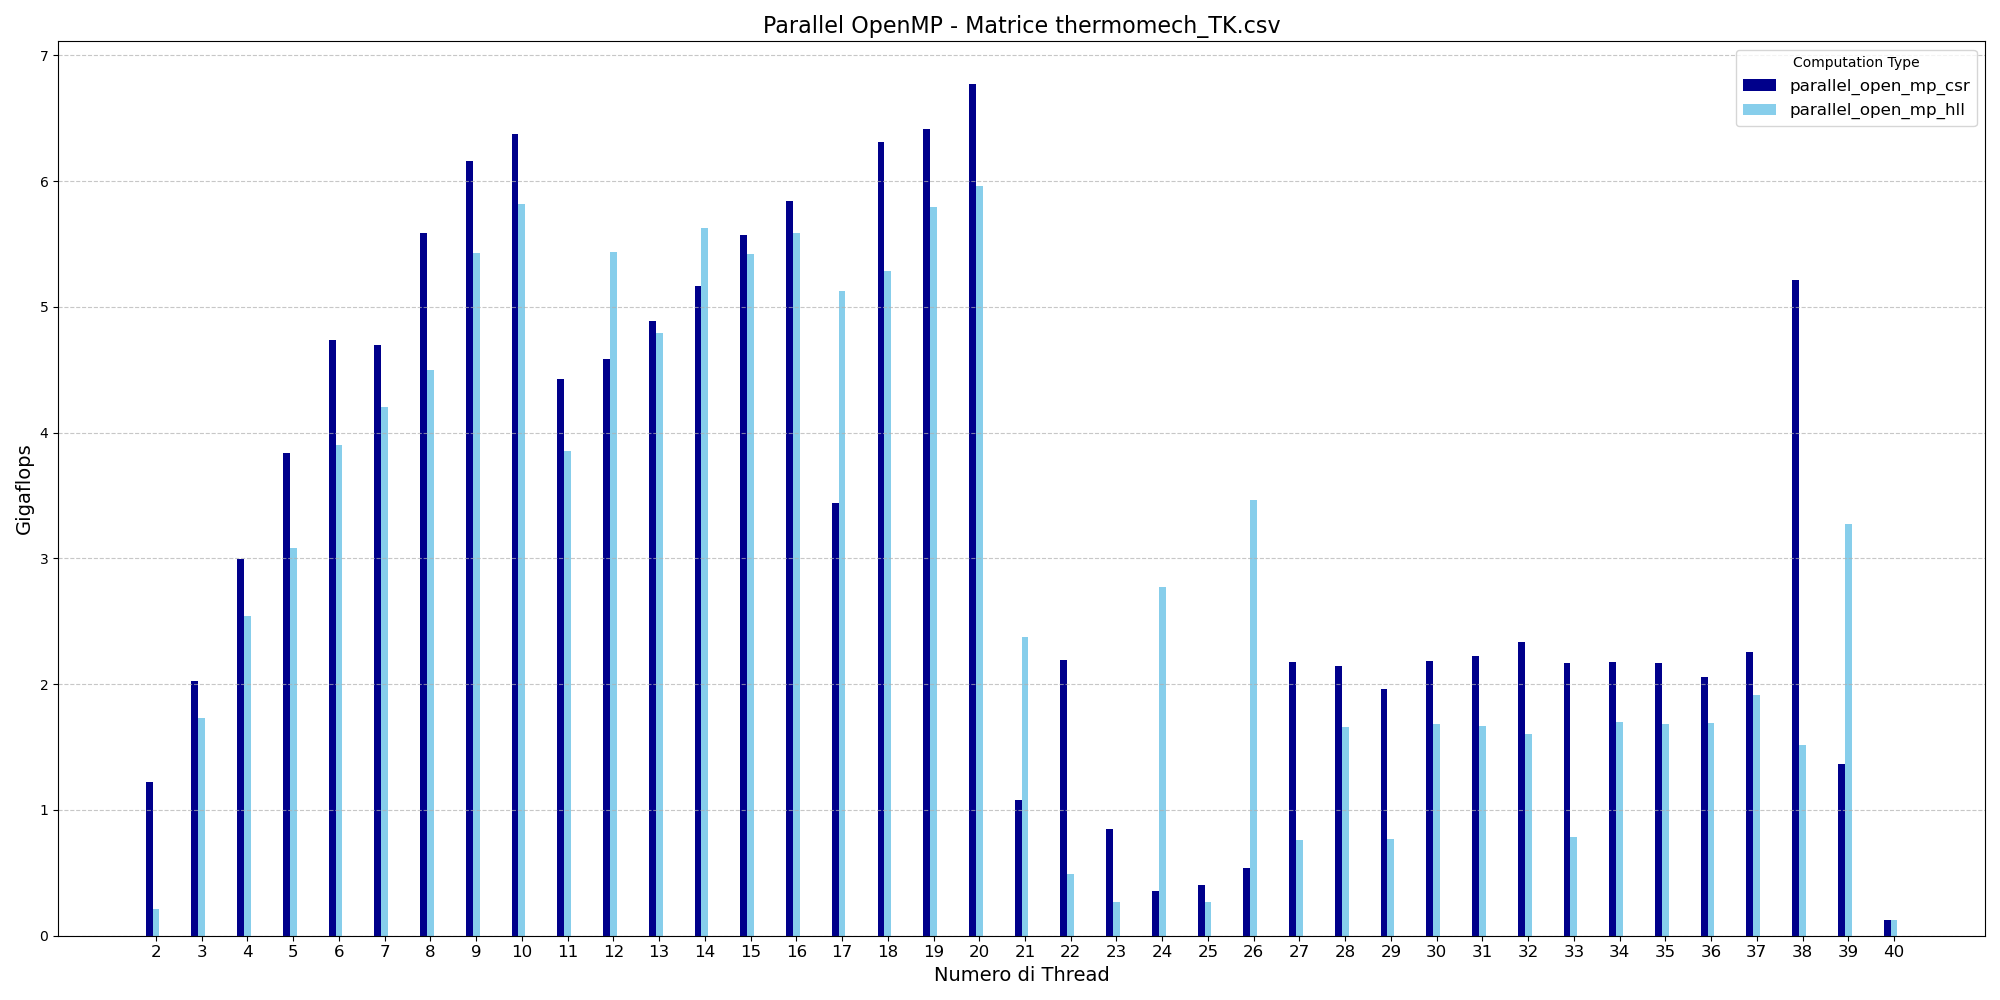 Parallel OpenMP - Matrice thermomech_TK.csv
Computation Type
parallel_open_mp_csr
parallel_open_mp_hll
Gigaflops
7
6
5
4
3
2
1
0
2 3 4 5 6 7 8 9 10 11 12 13 14 15 16 17 18 19 20 21 22 23 24 25 26 27 28 29 30 31 32 33 34 35 36 37 38 39 40
Numero di Thread